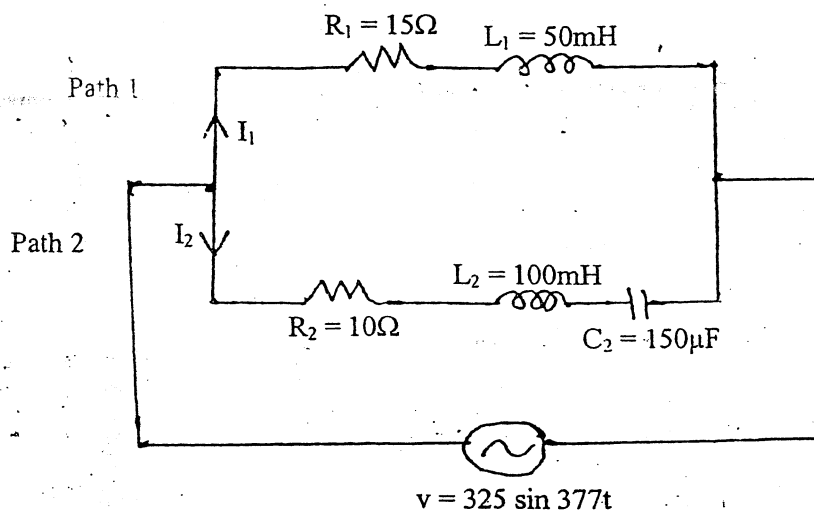 R₁ = 15Ω
L₁ = 50mH
Path 1
I₁
Path 2
I₂
L₂ = 100mH
R₂ = 10Ω
C₂ = 150μF
v = 325 sin 377t